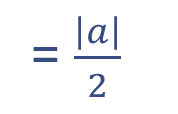 = |a|/2